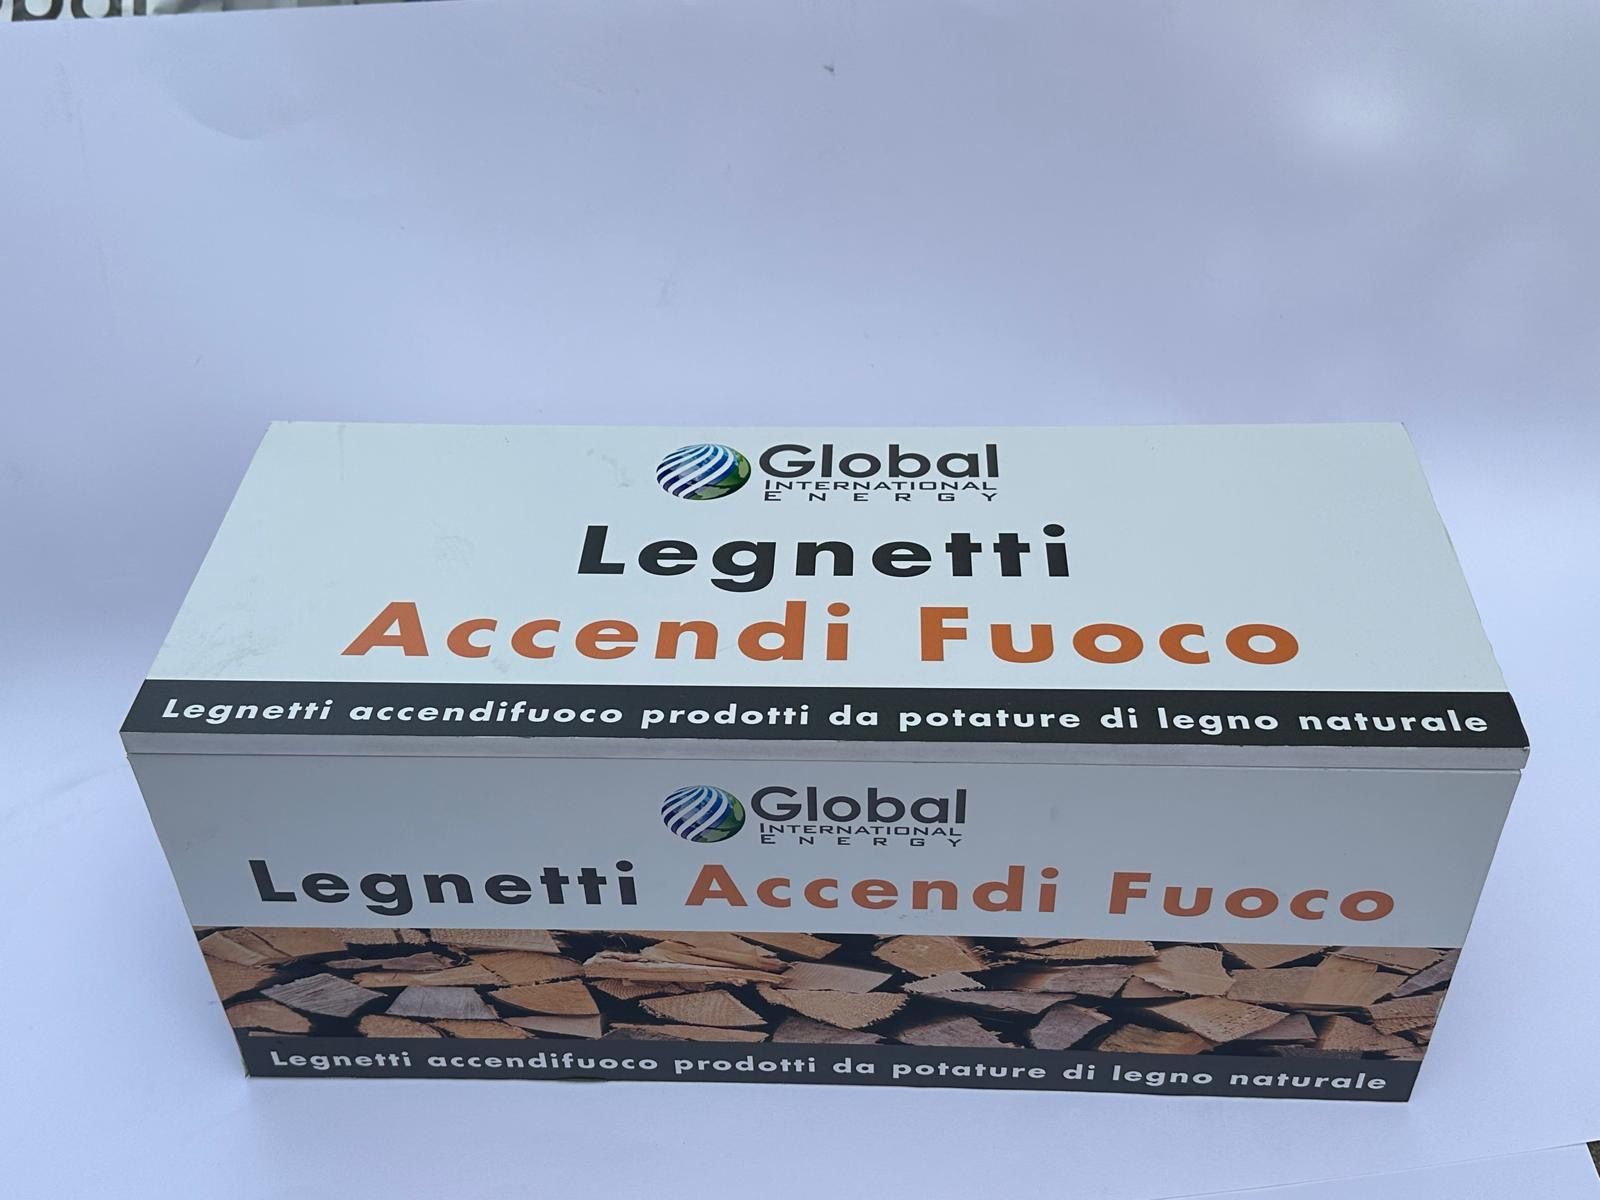 Global
INTERNATIONAL
ENERGY
Legnetti
Accendi Fuoco
Legnetti accendifuoco prodotti da potature di legno naturale
Global
INTERNATIONAL
ENERGY
Legnetti Accendi Fuoco
Legnetti accendifuoco prodotti da potature di legno naturale